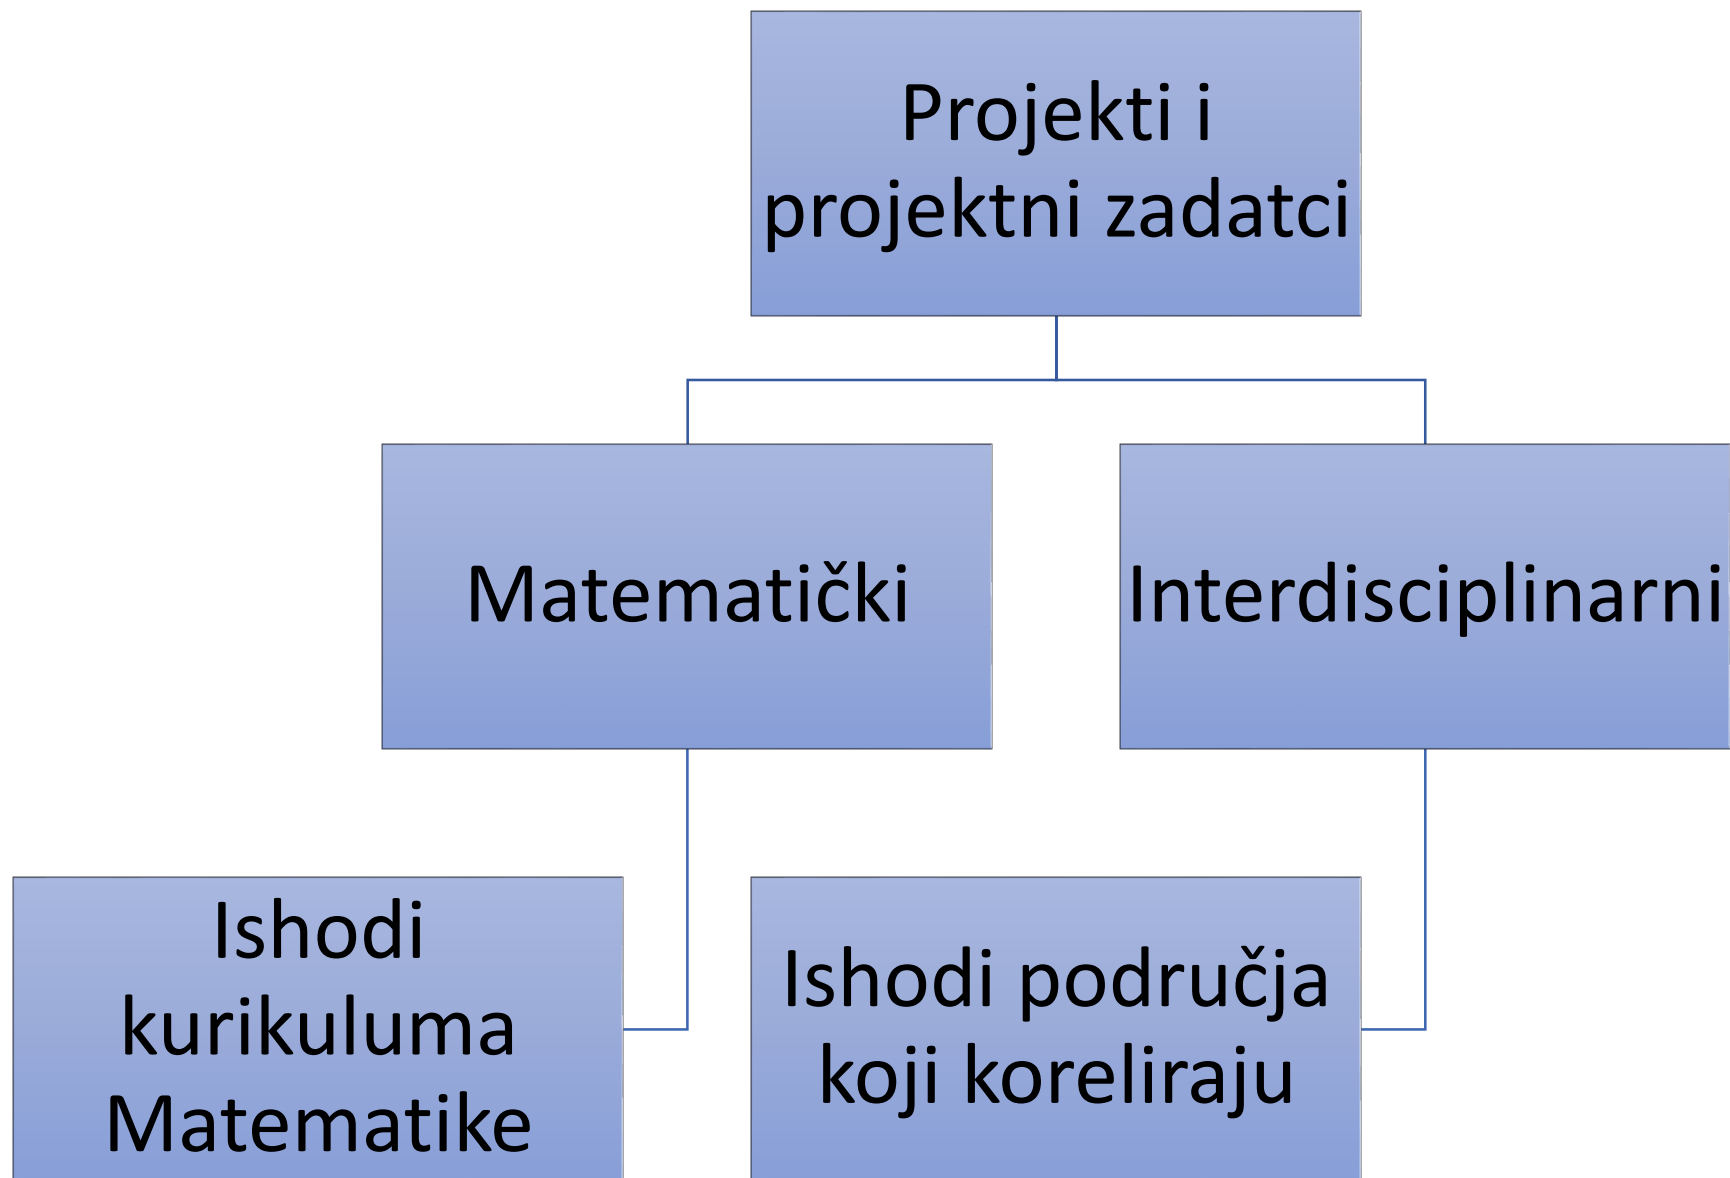 Projekti i
projektni zadatci
Matematički
Interdisciplinarni
Ishodi
kurikuluma
Matematike
Ishodi područja
koji koreliraju